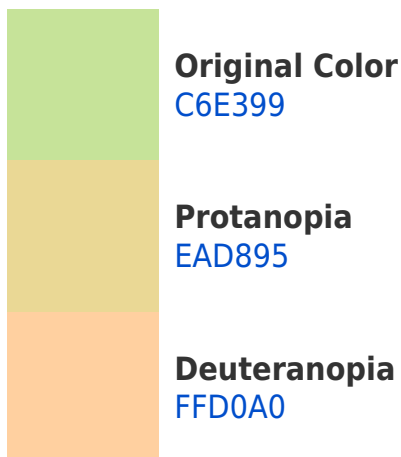 Original Color
C6E399
Protanopia
EAD895
Deuteranopia
FFD0A0